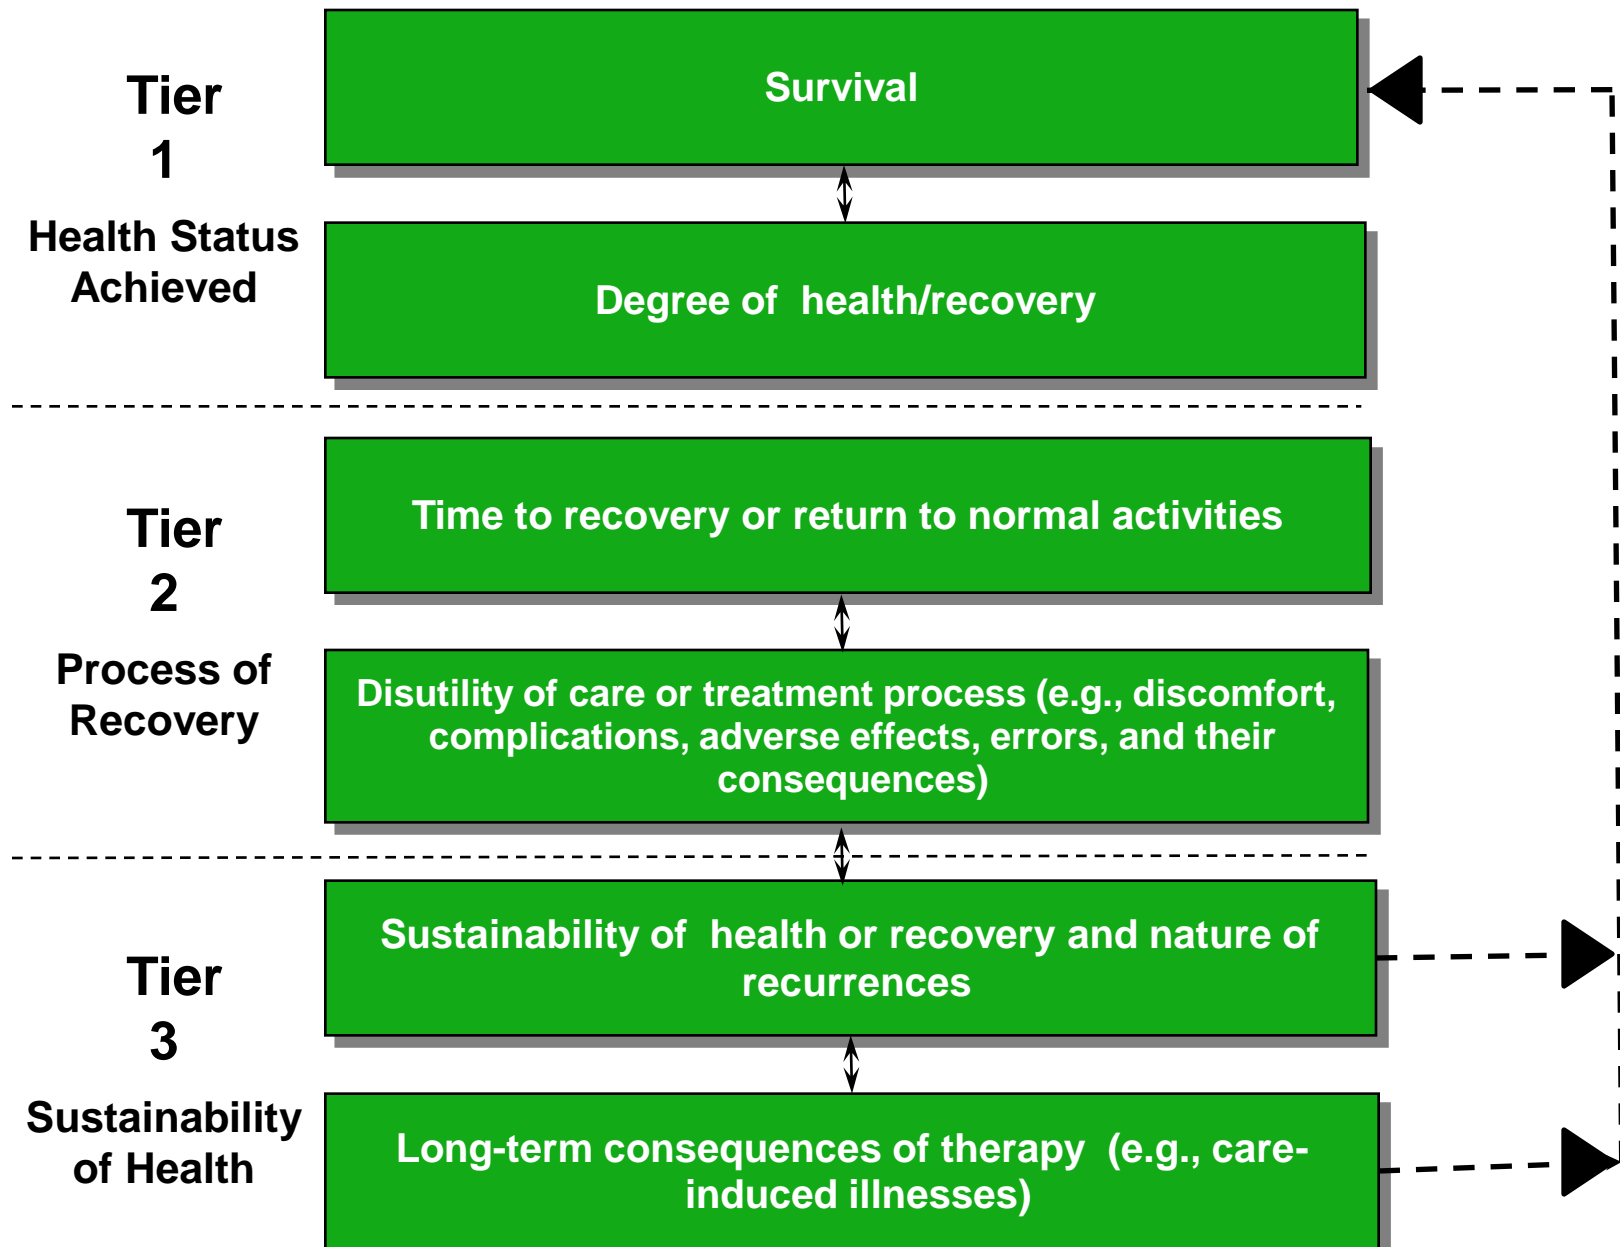 Tier
1
Health Status
Achieved
Survival
Degree of  health/recovery
Tier
2
Process of
Recovery
Time to recovery or return to normal activities
Disutility of care or treatment process (e.g., discomfort,
complications, adverse effects, errors, and their
consequences)
Tier
3
Sustainability
of Health
Sustainability of  health or recovery and nature of
recurrences
Long-term consequences of therapy  (e.g., care-
induced illnesses)